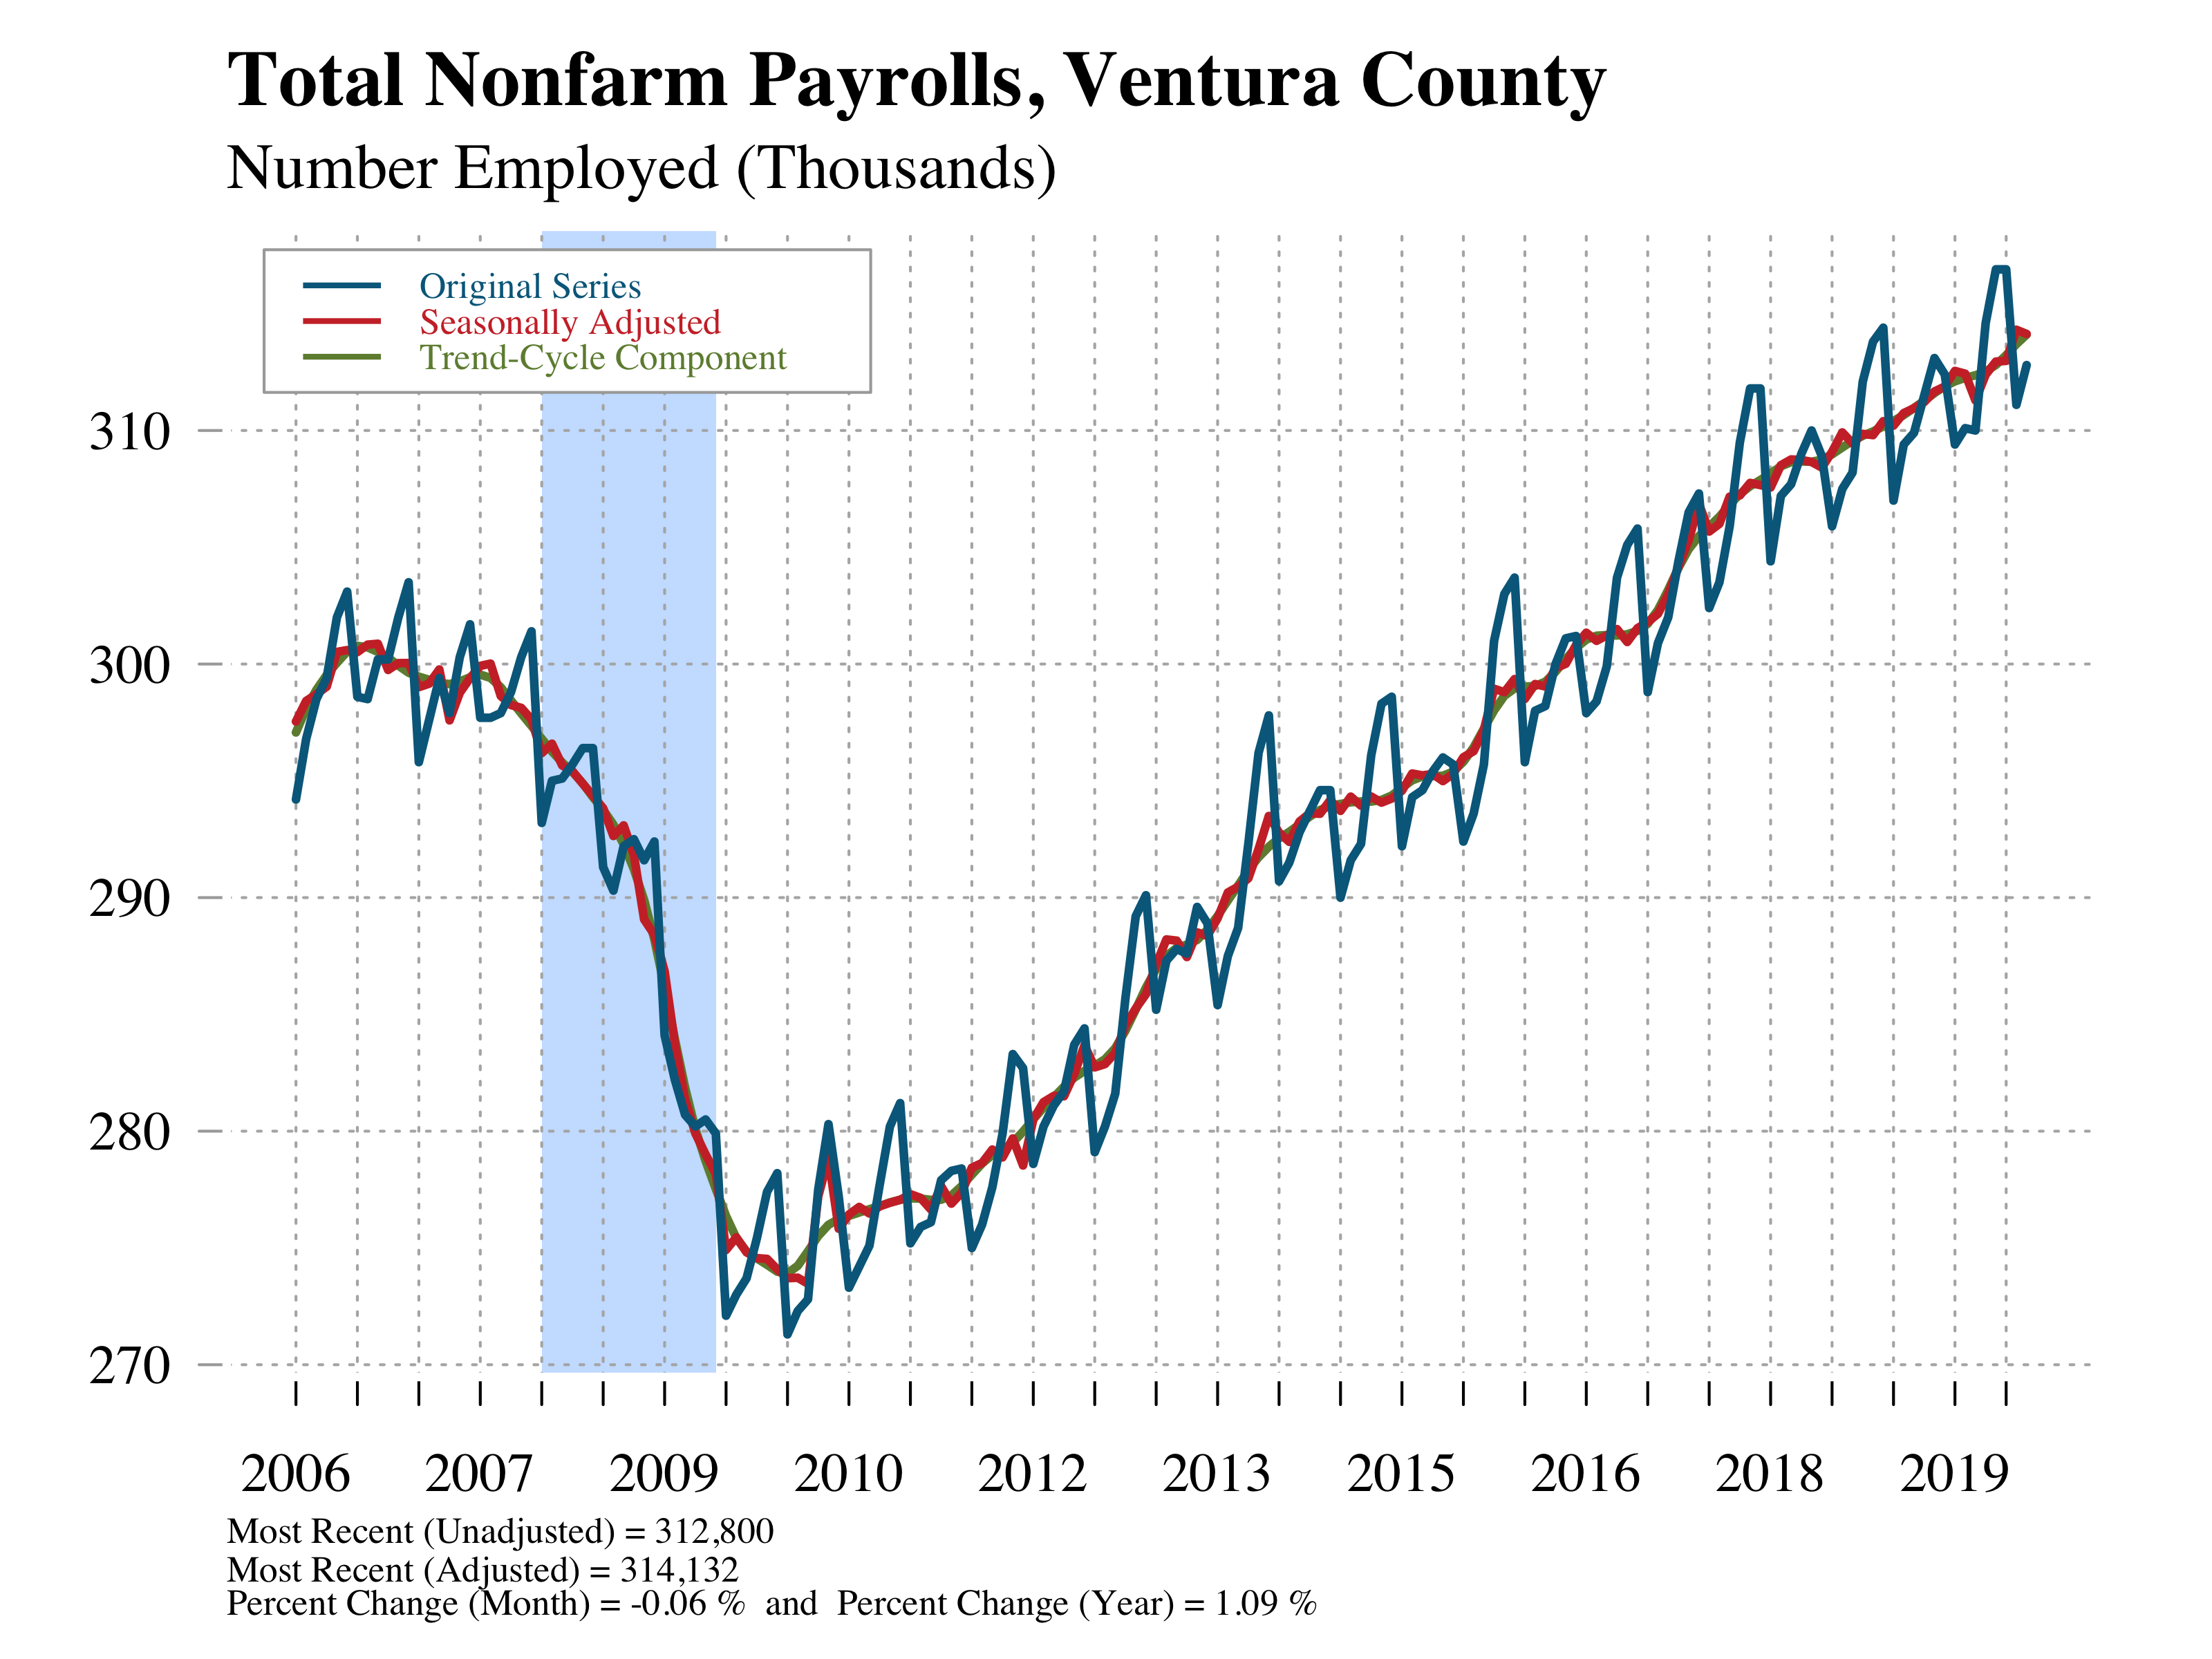 Total Nonfarm Payrolls, Ventura County
Number Employed (Thousands)
Original Series
Seasonally Adjusted
Trend-Cycle Component
310
300
290
280
270
2006 2007 2009 2010 2012 2013 2015 2016 2018 2019
Most Recent (Unadjusted) = 312,800
Most Recent (Adjusted) = 314,132
Percent Change (Month) = -0.06 % and Percent Change (Year) = 1.09 %